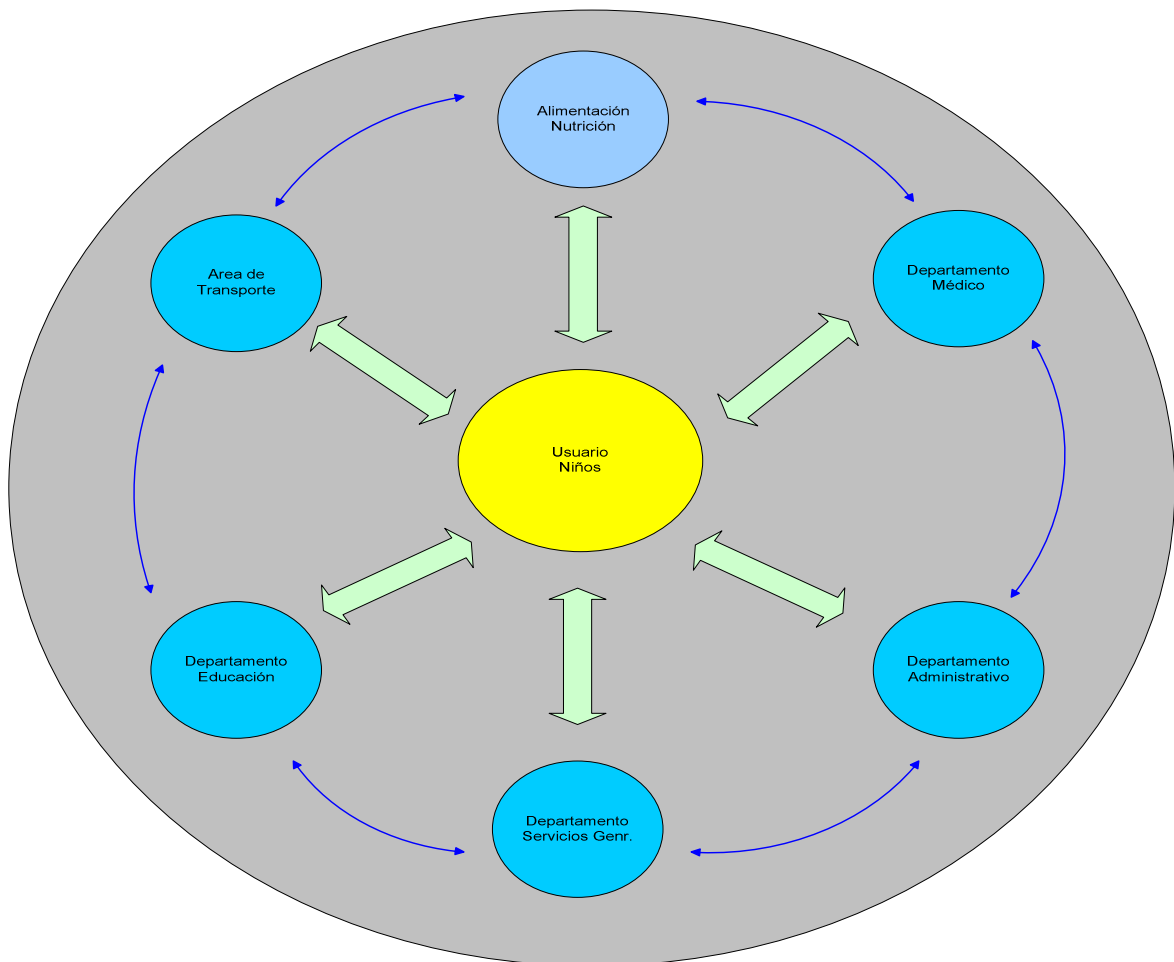 Alimentación
Nutrición
Area de
Transporte
Departamento
Médico
Usuario
Niños
Departamento
Educación
Departamento
Administrativo
Departamento
Servicios Genr.